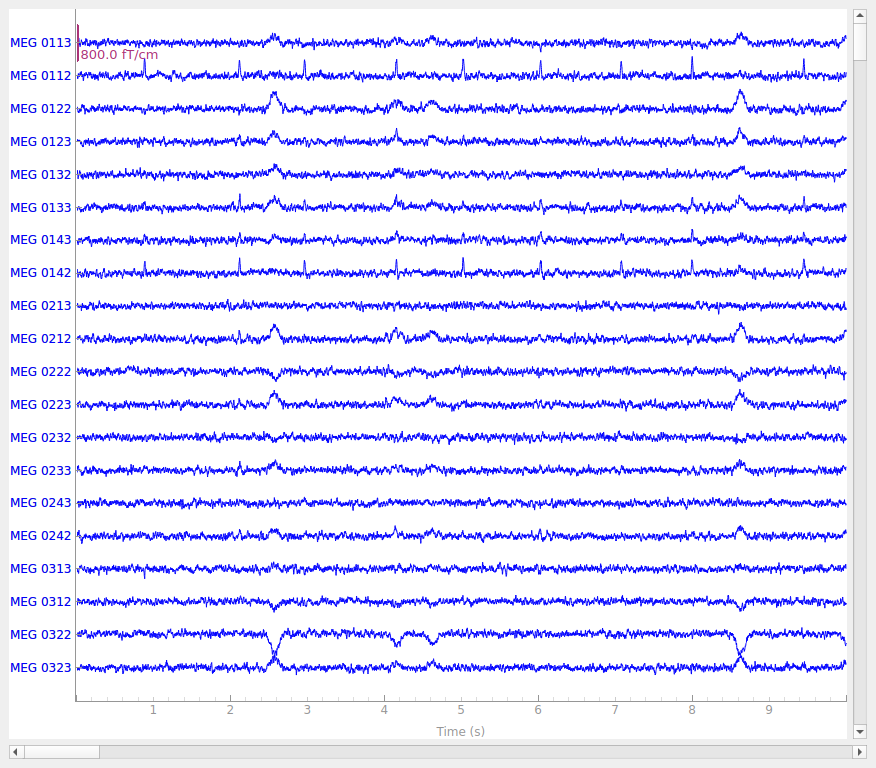 MEG 0113
800.0 fT/cm
MEG 0112
MEG 0122
MEG 0123
MEG 0132
MEG 0133
MEG 0143
MEG 0142
MEG 0213
MEG 0212
MEG 0222
MEG 0223
MEG 0232
MEG 0233
MEG 0243
MEG 0242
MEG 0313
MEG 0312
MEG 0322
MEG 0323
1 2 3 4 5 6 7 8 9
Time (s)